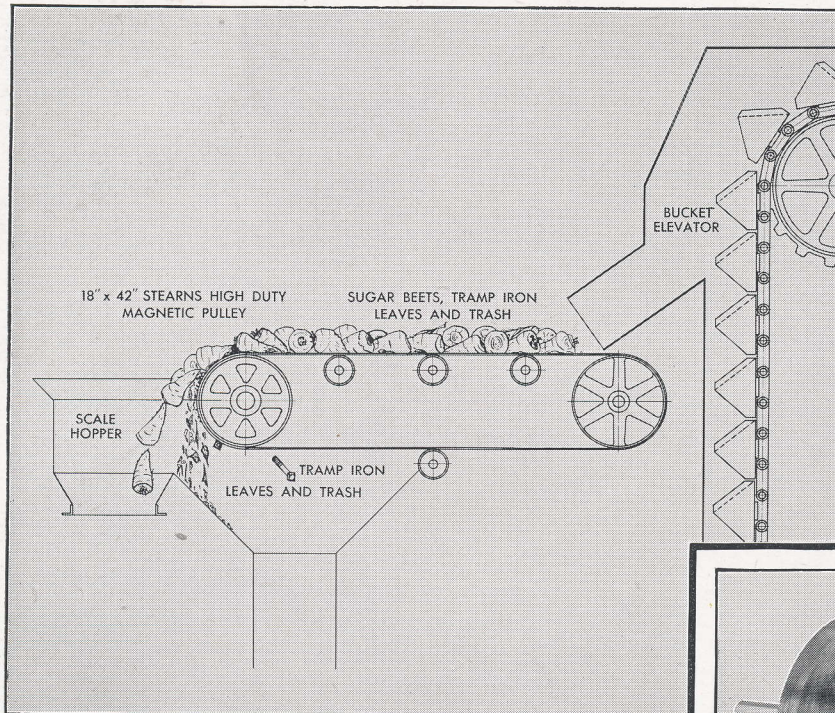 BUCKET
ELEVATOR
18" x 42" STEARNS HIGH DUTY
MAGNETIC PULLEY
SUGAR BEETS, TRAMP IRON
LEAVES AND TRASH
SCALE
HOPPER
TRAMP IRON
LEAVES AND TRASH